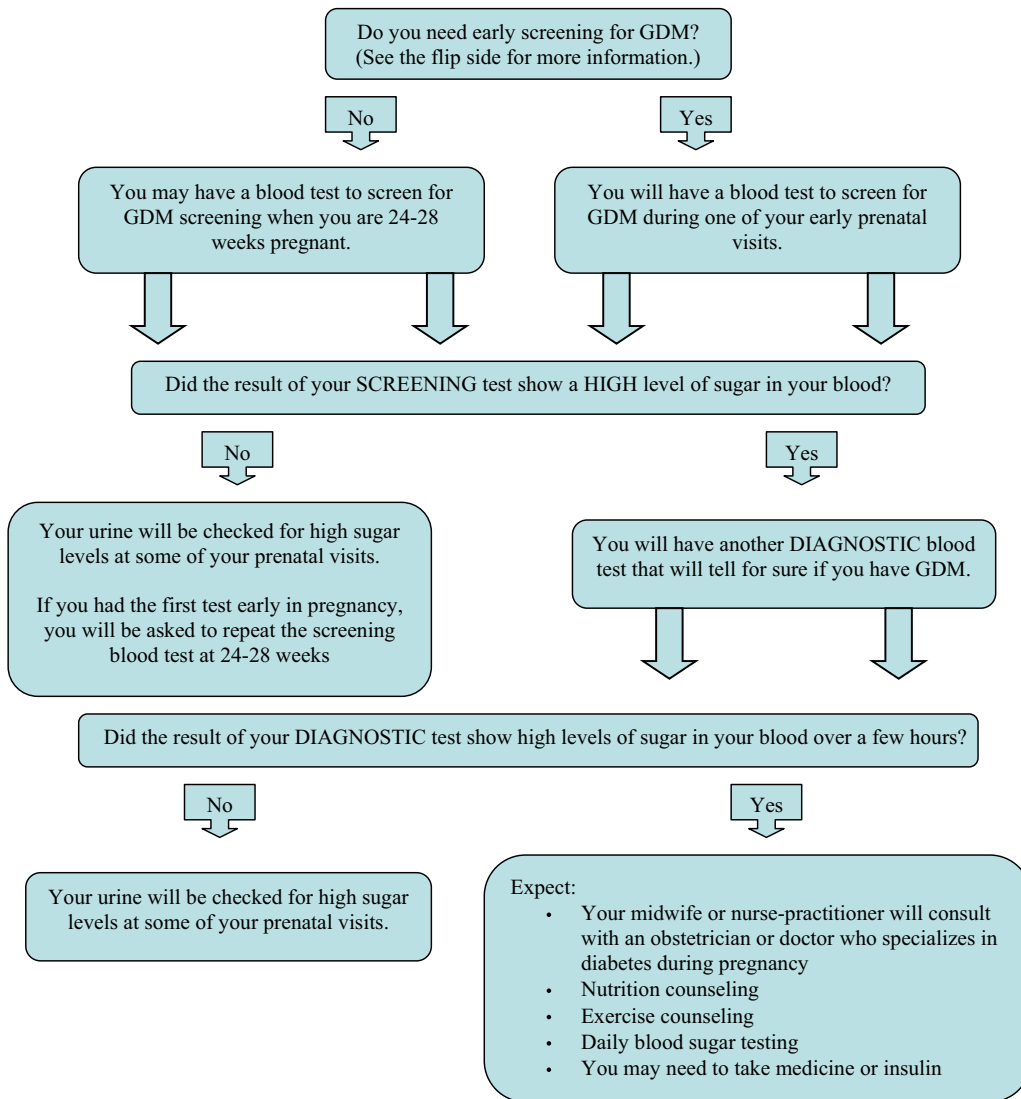 Do you need early screening for GDM?
(See the flip side for more information.)
No
Yes
You may have a blood test to screen for
GDM screening when you are 24-28
weeks pregnant.
You will have a blood test to screen for
GDM during one of your early prenatal
visits.
Did the result of your SCREENING test show a HIGH level of sugar in your blood?
No
Yes
Your urine will be checked for high sugar
levels at some of your prenatal visits.
If you had the first test early in pregnancy,
you will be asked to repeat the screening
blood test at 24-28 weeks
You will have another DIAGNOSTIC blood
test that will tell for sure if you have GDM.
Did the result of your DIAGNOSTIC test show high levels of sugar in your blood over a few hours?
No
Yes
Your urine will be checked for high sugar
levels at some of your prenatal visits.
Expect:
• Your midwife or nurse-practitioner will consult
with an obstetrician or doctor who specializes in
diabetes during pregnancy
• Nutrition counseling
• Exercise counseling
• Daily blood sugar testing
• You may need to take medicine or insulin